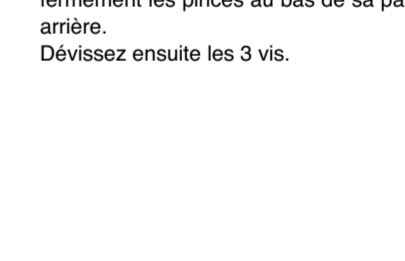 fermement les pinces au bas de sa pa
arrière.
Dévissez ensuite les 3 vis.